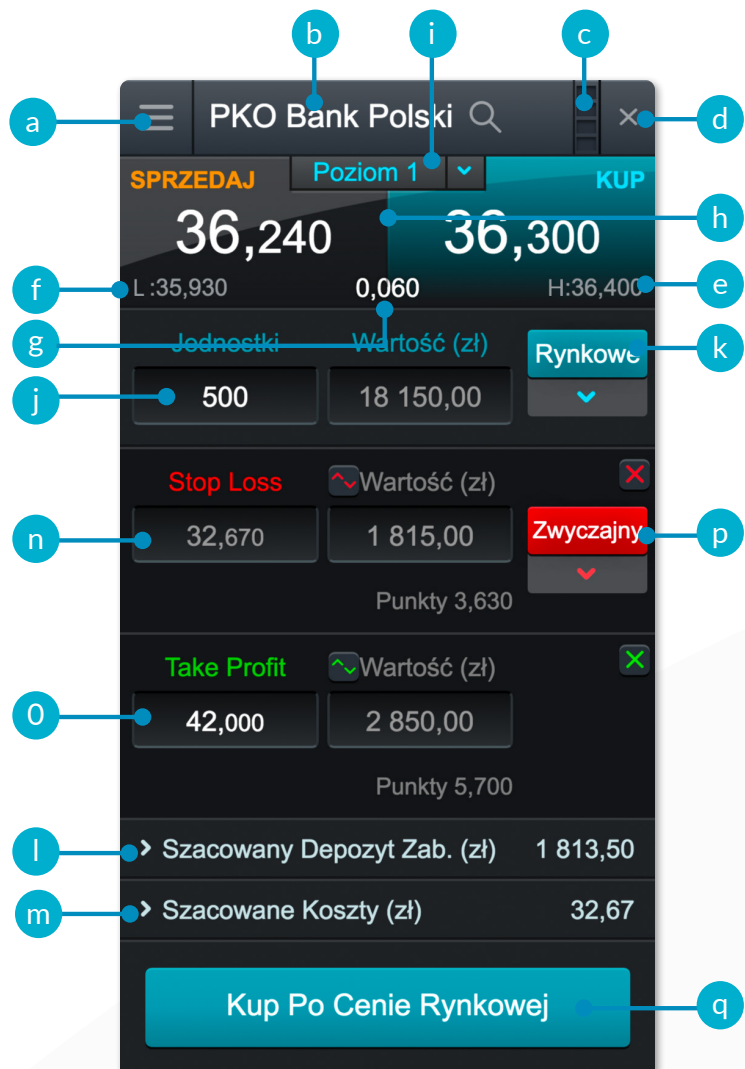 b i c
a PKO Bank Polski d
SPRZEDAJ Poziom 1 KUP
36,240 36,300 h
f L :35,930 0,060 H:36,400 e
g Jednostki Wartość (zł) Rynkowe k
j 500 18 150,00
Stop Loss Wartość (zł)
n 32,670 1 815,00 Zwyczajny p
Punkty 3,630
Take Profit Wartość (zł)
0 42,000 2 850,00
Punkty 5,700
l Szacowany Depozyt Zab. (zł) 1 813,50
m Szacowane Koszty (zł) 32,67
Kup Po Cenie Rynkowej q